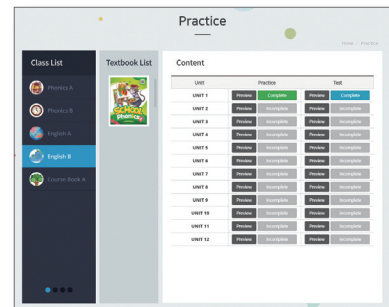 Practice
Home > Practice
Class List
Textbook List
Content
Phonics A
Phonics B
English A
English B
Course Book A
SCHOOL
Phonics
Unit Practice Test
UNIT 1 Preview Complete Preview Complete
UNIT 2 Preview Incomplete Preview Incomplete
UNIT 3 Preview Incomplete Preview Incomplete
UNIT 4 Preview Incomplete Preview Incomplete
UNIT 5 Preview Incomplete Preview Incomplete
UNIT 6 Preview Incomplete Preview Incomplete
UNIT 7 Preview Incomplete Preview Incomplete
UNIT 8 Preview Incomplete Preview Incomplete
UNIT 9 Preview Incomplete Preview Incomplete
UNIT 10 Preview Incomplete Preview Incomplete
UNIT 11 Preview Incomplete Preview Incomplete
UNIT 12 Preview Incomplete Preview Incomplete